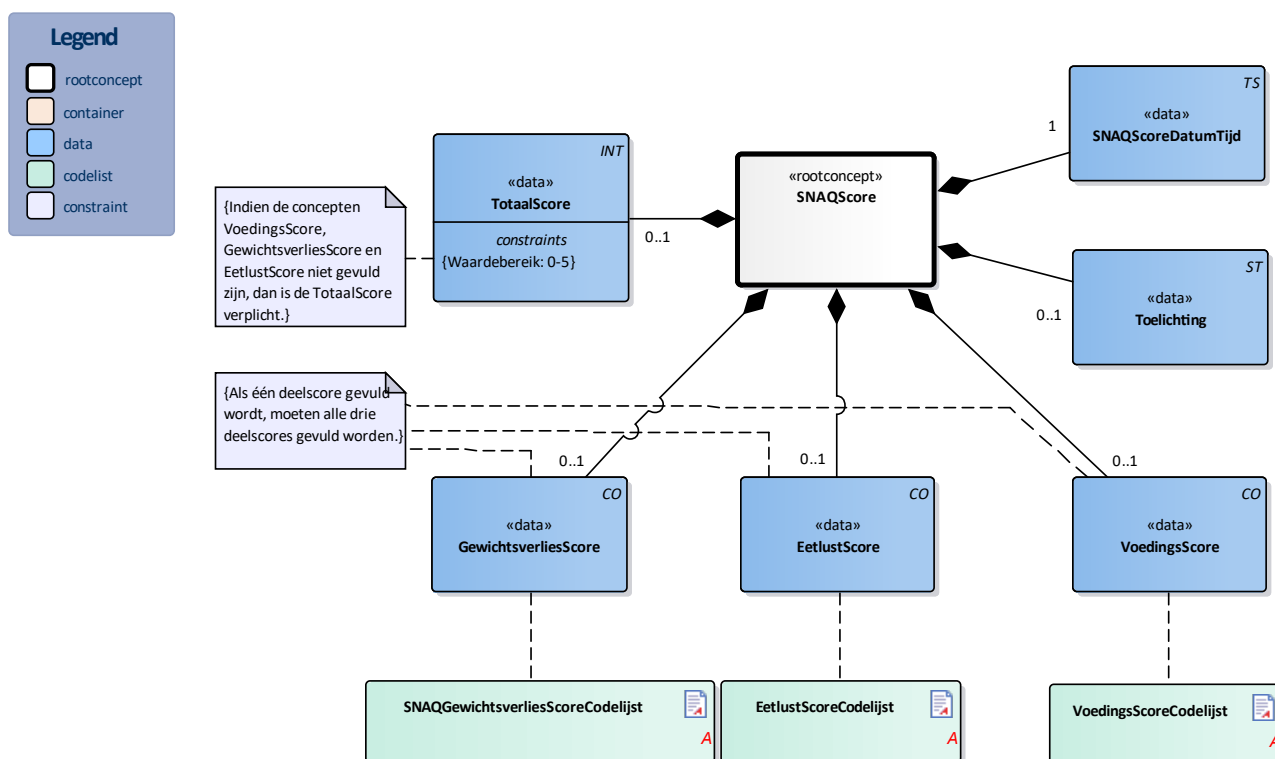 Legend
rootconcept
container
data
codelist
constraint
{Indien de concepten
VoedingsScore,
GewichtsverliesScore en
EetlustScore niet gevuld
zijn, dan is de TotaalScore
verplicht.}
INT
«data»
TotaalScore
constraints
{Waardebereik: 0-5}
0..1
«rootconcept»
SNAQScore
1
TS
«data»
SNAQScoreDatumTijd
0..1
ST
«data»
Toelichting
{Als één deelscore gevuld
wordt, moeten alle drie
deelscores gevuld worden.}
0..1
0..1
0..1
CO
«data»
GewichtsverliesScore
CO
«data»
EetlustScore
CO
«data»
VoedingsScore
SNAQGewichtsverliesScoreCodelijst
A
EetlustScoreCodelijst
A
VoedingsScoreCodelijst
A